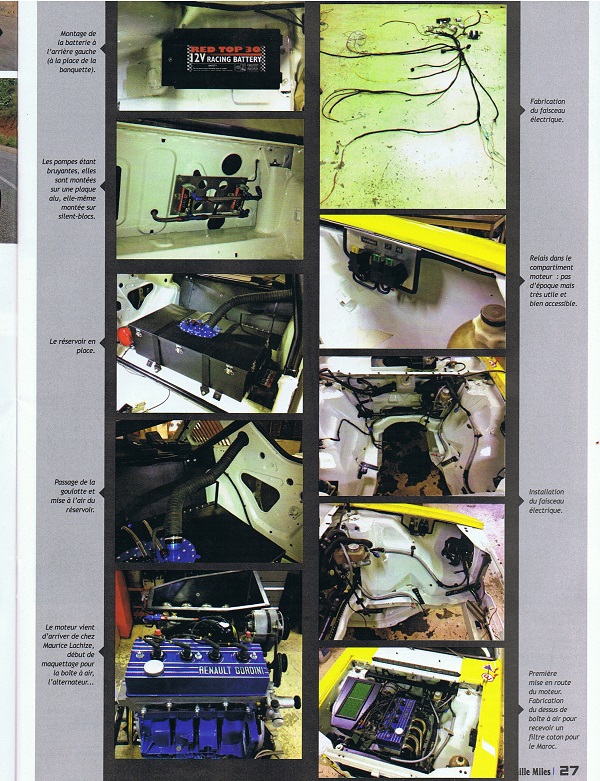 Montage de
la batterie à
l'arrière gauche
(à la place de la
banquette).
RED TOP 30
12V RACING BATTERY
Fabrication
du faisceau
électrique.
Les pompes étant
bruyantes, elles
sont montées
sur une plaque
alu, elle-même
montée sur
silent-blocs.
Relais dans le
compartiment
moteur : pas
d'époque mais
très utile et
bien accessible.
Le réservoir en
place.
Passage de la
goulotte et
mise à l'air du
réservoir.
Installation
du faisceau
électrique.
Le moteur vient
d'arriver de chez
Maurice Lachize,
début de
maquettage pour
la boîte à air,
l'alternateur...
RENAULT GORDINI
Première
mise en route
du moteur.
Fabrication
du dessus de
boîte à air pour
recevoir un
filtre coton pour
le Maroc.
ille Miles | 27